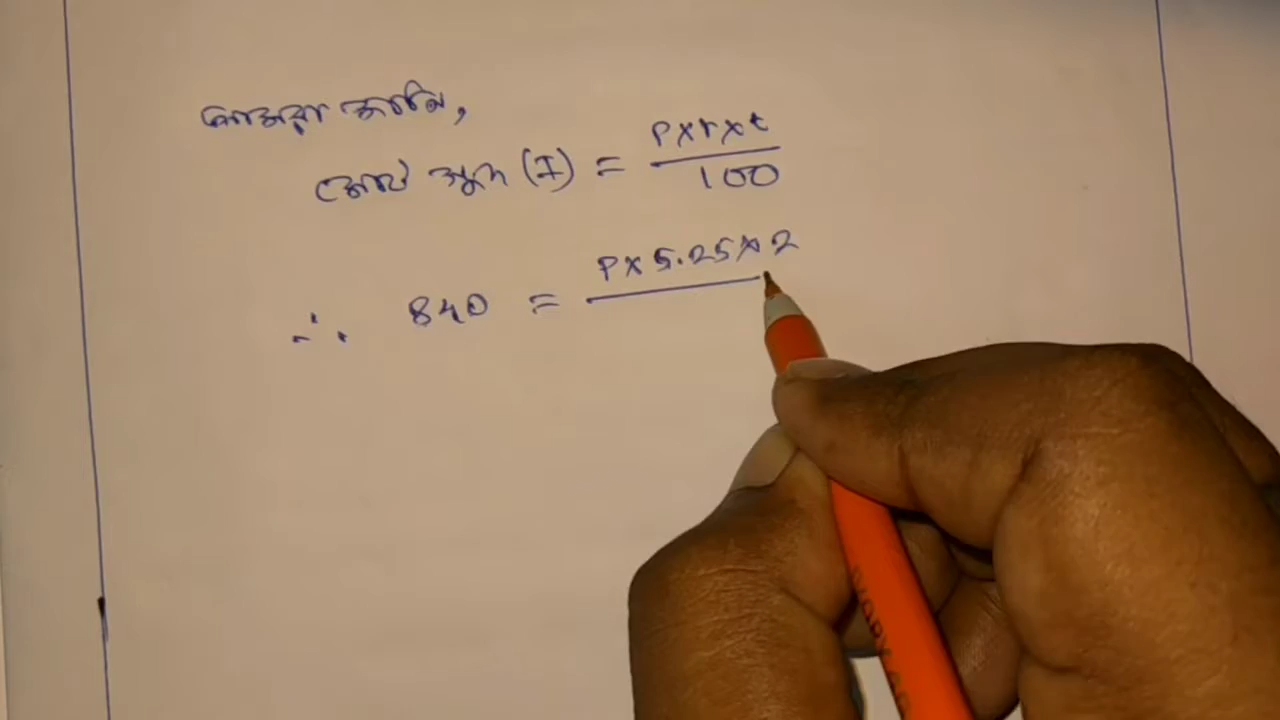 আমরা জানি,
মোট সুদ (I) = P×r×t / 100
∴ 840 = P×5.25×2